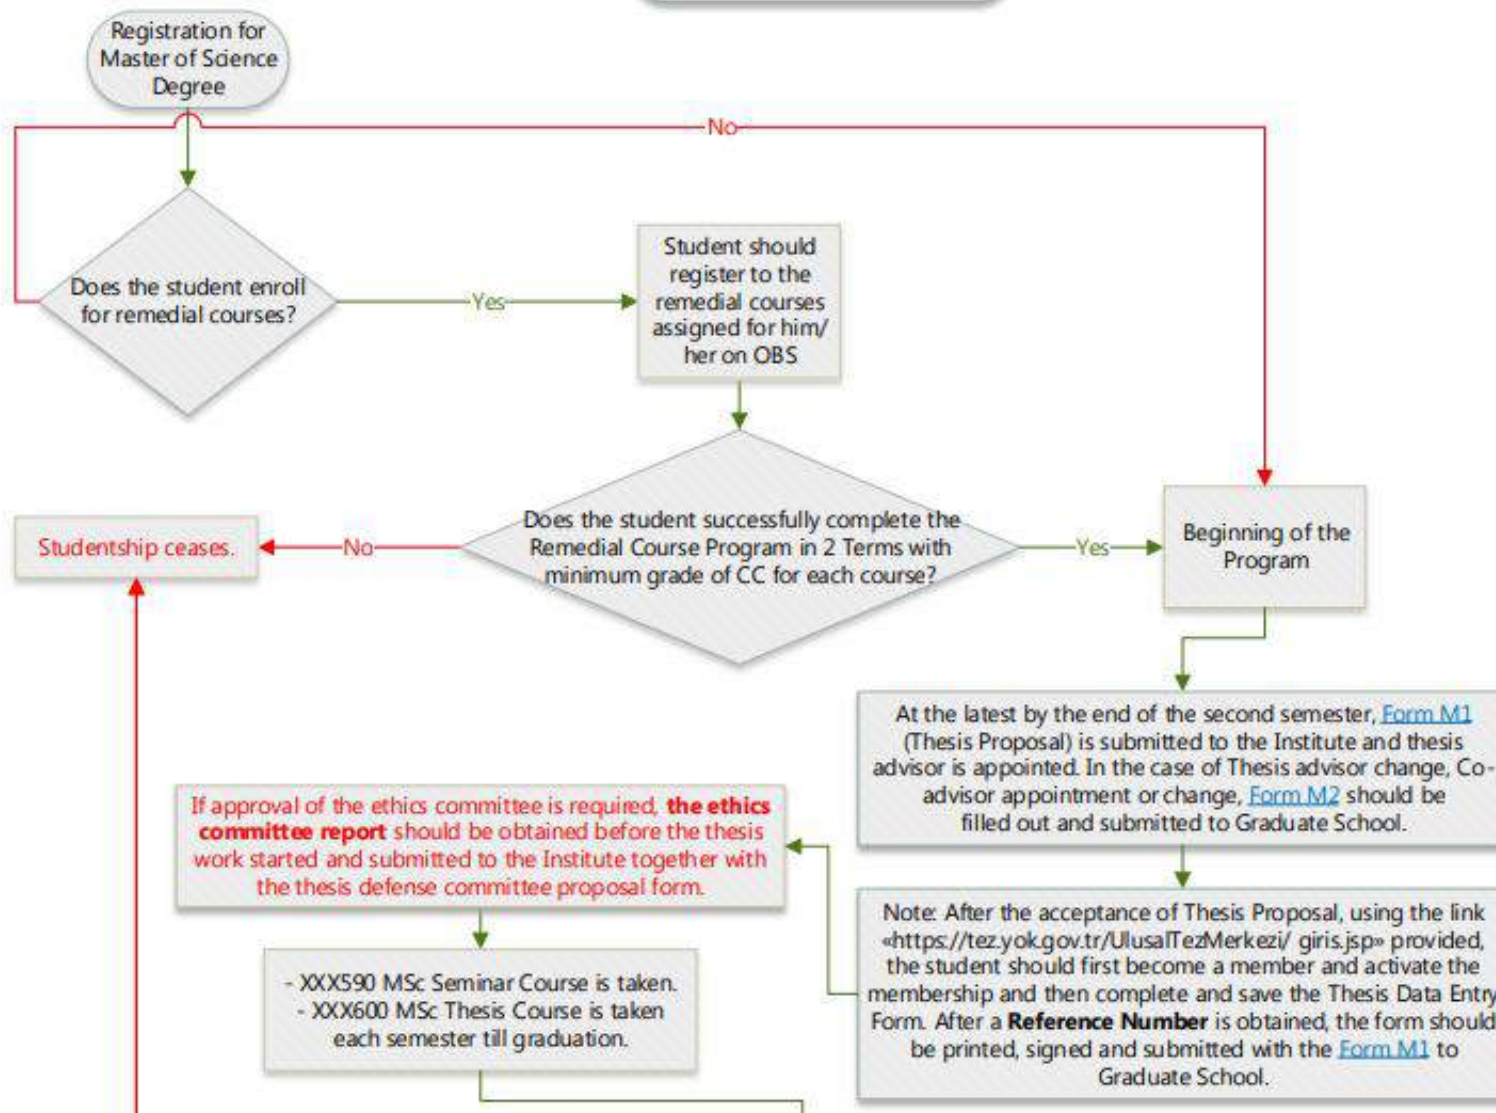 Registration for
Master of Science
Degree
No
Does the student enroll
for remedial courses?
Yes
Student should
register to the
remedial courses
assigned for him/
her on OBS
Studentship ceases.
No
Does the student successfully complete the
Remedial Course Program in 2 Terms with
minimum grade of CC for each course?
Yes
Beginning of the
Program
At the latest by the end of the second semester, Form M1
(Thesis Proposal) is submitted to the Institute and thesis
advisor is appointed. In the case of Thesis advisor change, Co-
advisor appointment or change, Form M2 should be
filled out and submitted to Graduate School.
Note: After the acceptance of Thesis Proposal, using the link
«https://tez.yok.gov.tr/UlusalTezMerkezi/ giris.jsp» provided,
the student should first become a member and activate the
membership and then complete and save the Thesis Data Entry
Form. After a Reference Number is obtained, the form should
be printed, signed and submitted with the Form M1 to
Graduate School.
If approval of the ethics committee is required, the ethics
committee report should be obtained before the thesis
work started and submitted to the Institute together with
the thesis defense committee proposal form.
- XXX590 MSc Seminar Course is taken.
- XXX600 MSc Thesis Course is taken
each semester till graduation.